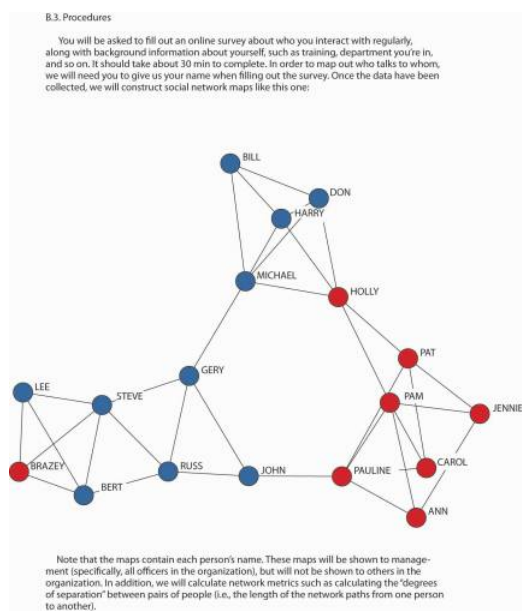 B.3. Procedures
You will be asked to fill out an online survey about who you interact with regularly,
along with background information about yourself, such as training, department you're in,
and so on. It should take about 30 min to complete. In order to map out who talks to whom,
we will need you to give us your name when filling out the survey. Once the data have been
collected, we will construct social network maps like this one:
BILL
DON
HARRY
MICHAEL
HOLLY
PAT
GERY
LEE
STEVE
PAM
JENNIE
BRAZEY
RUSS
JOHN
PAULINE
CAROL
BERT
ANN
Note that the maps contain each person's name. These maps will be shown to manage-
ment (specifically, all officers in the organization), but will not be shown to others in the
organization. In addition, we will calculate network metrics such as calculating the "degrees
of separation" between pairs of people (i.e., the length of the network paths from one person
to another).